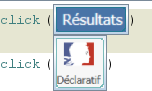 click ( Résultats )
Déclaratif
click ( )